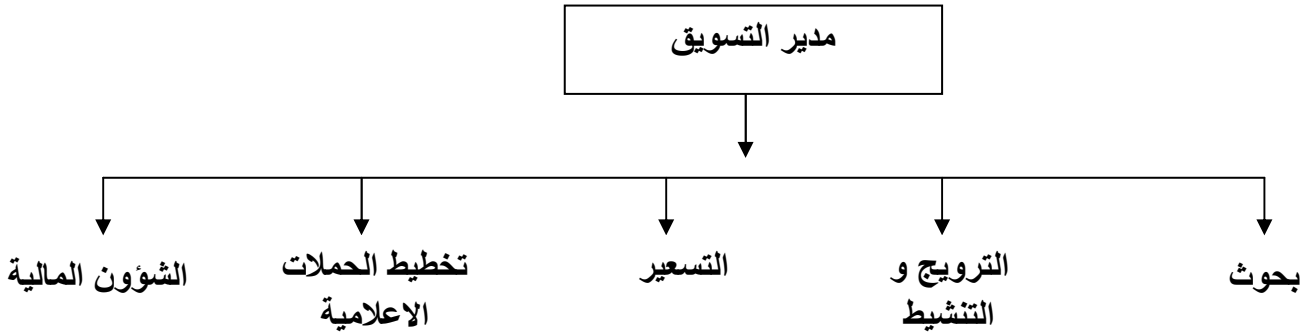 مدير التسويق
بحوث
الترويج و
التنشيط
التسعير
تخطيط الحملات
الاعلامية
الشؤون المالية